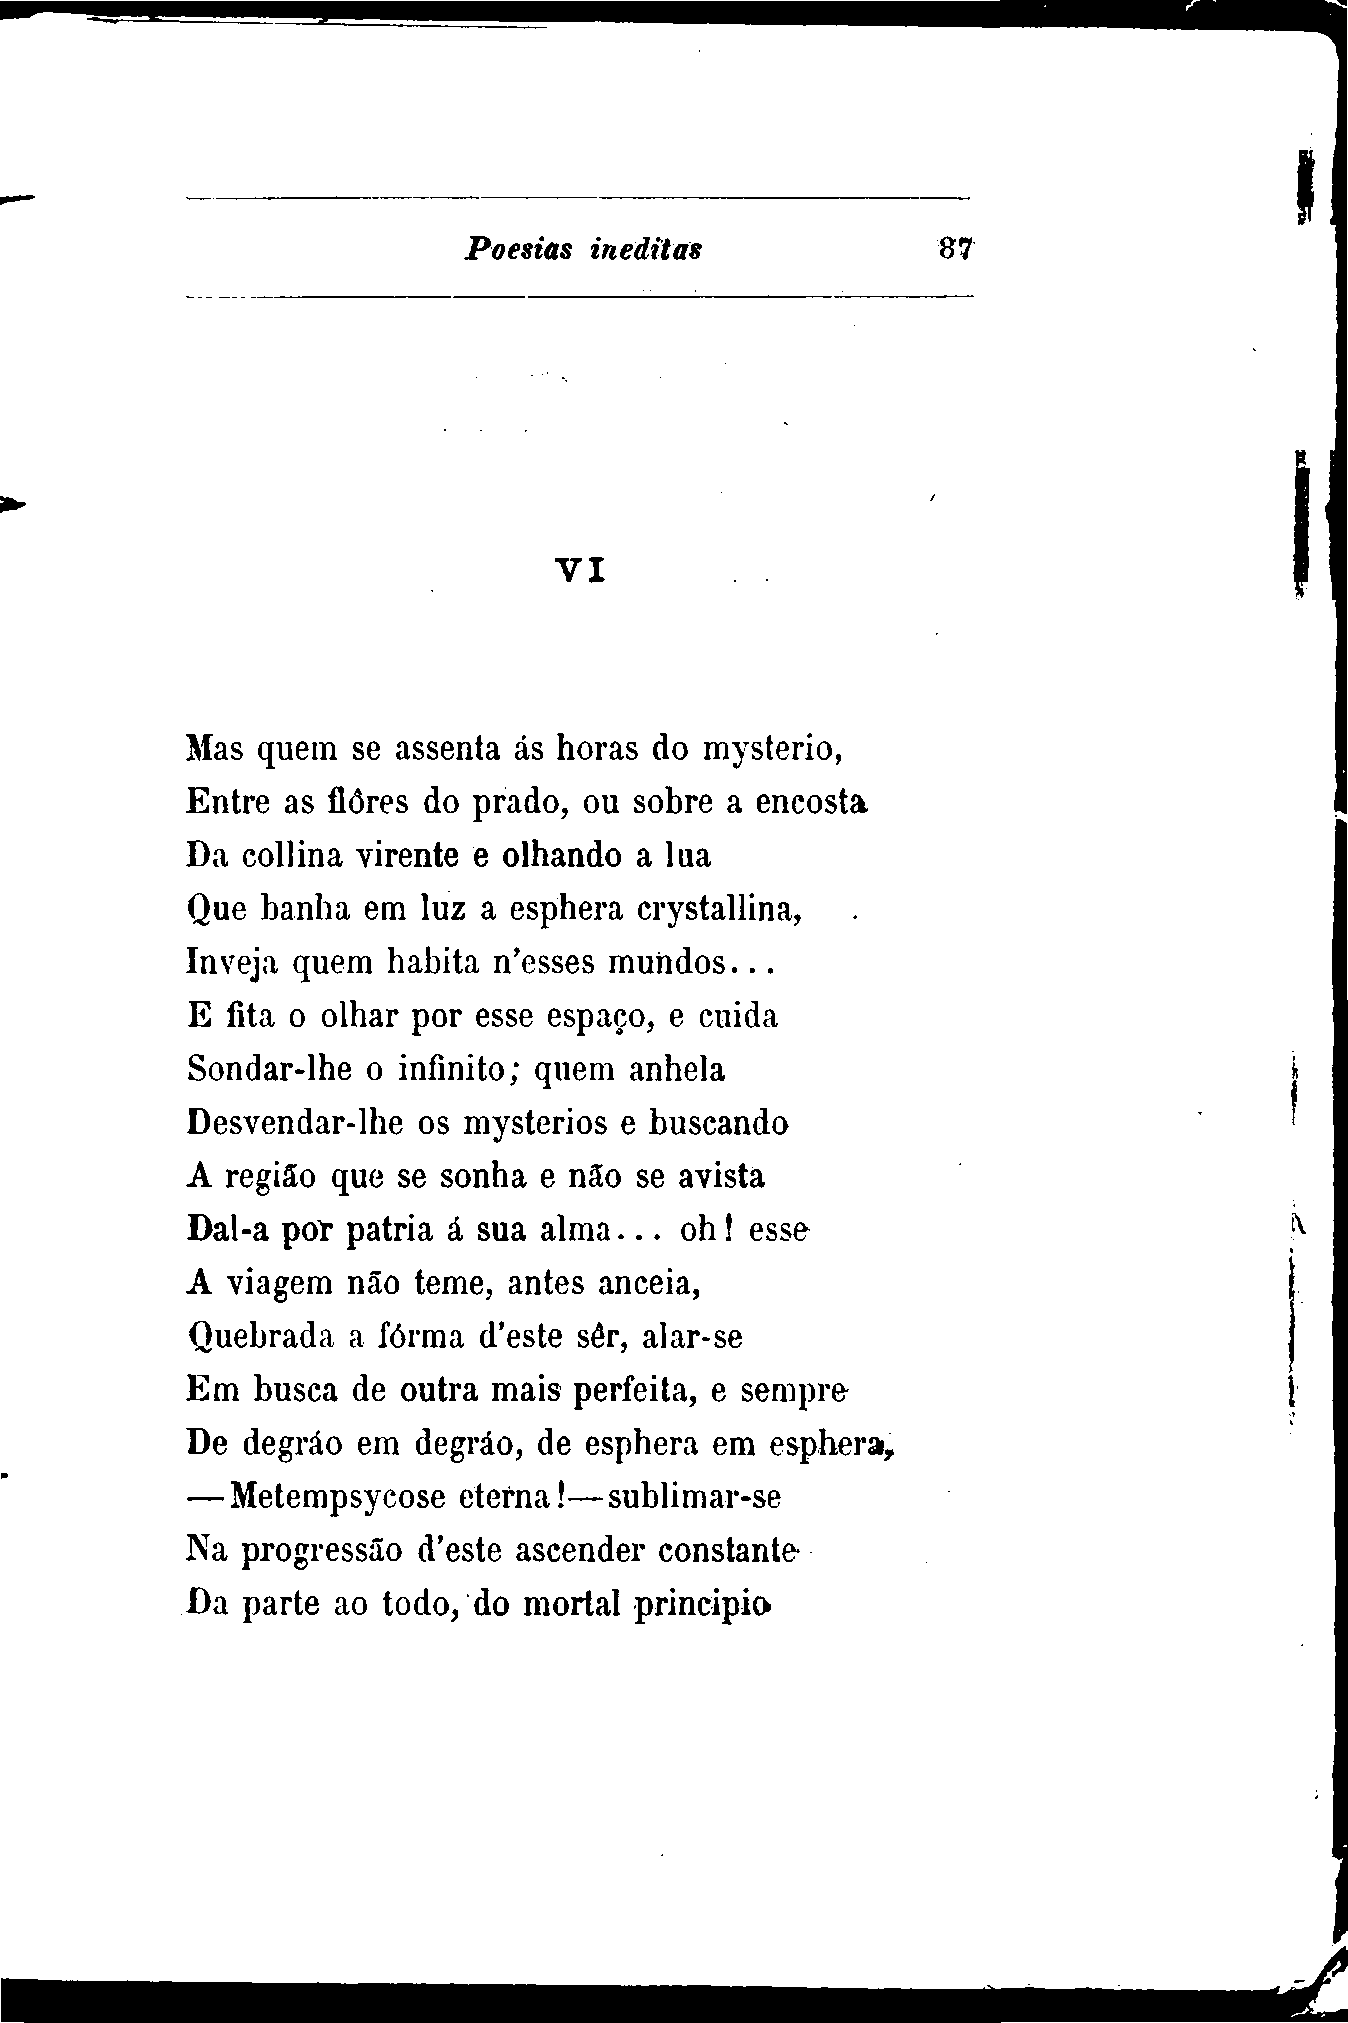 Poesias ineditas 87
VI
Mas quem se assenta ás horas do mysterio,
Entre as flôres do prado, ou sobre a encosta
Da collina virente e olhando a lua
Que banha em luz a esphera crystallina,
Inveja quem habita n'esses mundos...
E fita o olhar por esse espaço, e cuida
Sondar-lhe o infinito; quem anhela
Desvendar-lhe os mysterios e buscando
A região que se sonha e não se avista
Dal-a por patria á sua alma... oh! esse
A viagem não teme, antes anceia,
Quebrada a fórma d'este sêr, alar-se
Em busca de outra mais perfeita, e sempre
De degráo em degráo, de esphera em esphera,
—Metempsycose eterna!—sublimar-se
Na progressão d'este ascender constante
Da parte ao todo, do mortal principio